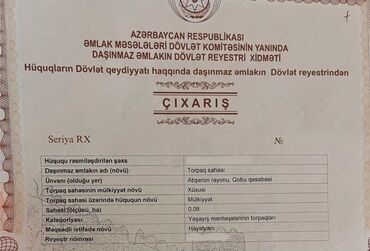 AZƏRBAYCAN RESPUBLİKASI
ƏMLAK MƏSƏLƏLƏRİ DÖVLƏT KOMİTƏSİNİN YANINDA
DAŞINMAZ ƏMLAKIN DÖVLƏT REYESTRİ XİDMƏTİ
Hüquqların Dövlət qeydiyyatı haqqında daşınmaz əmlakın Dövlət reyestrindən
ÇIXARIŞ
Seriya RX №
Hüququ rəsmiləşdirilən şəxs
Daşınmaz əmlakın adı (növü) Torpaq sahəsi
Ünvanı (olduğu yer) Abşeron rayonu, Qobu qəsəbəsi
Torpaq sahəsinin mülkiyyət növü Xüsusi
Torpaq sahəsi üzərində hüququn növü Mülkiyyət
Sahəsi (ölçüsü, ha) 0.08
Kateqoriyası Yaşayış məntəqələrinin torpaqları
Məqsədli istifadə növü Həyətyanı
Reyestr nömrəsi